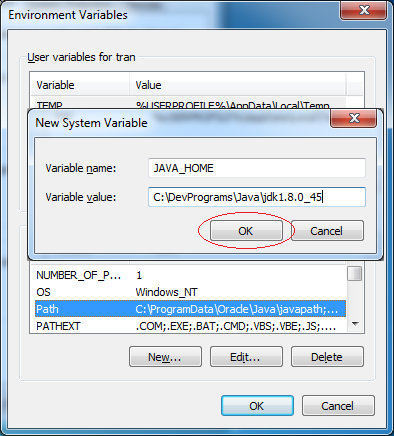 Environment Variables
User variables for tran
Variable Value
TEMP %USERPROFILE%\AppData\Local\Temp
New System Variable
Variable name: JAVA_HOME
Variable value: C:\DevPrograms\Java\jdk1.8.0_45
OK Cancel
NUMBER_OF_P... 1
OS Windows_NT
Path C:\ProgramData\Oracle\Java\javapath;...
PATHEXT .COM;.EXE;.BAT;.CMD;.VBS;.VBE;.JS;....
New... Edit... Delete
OK Cancel